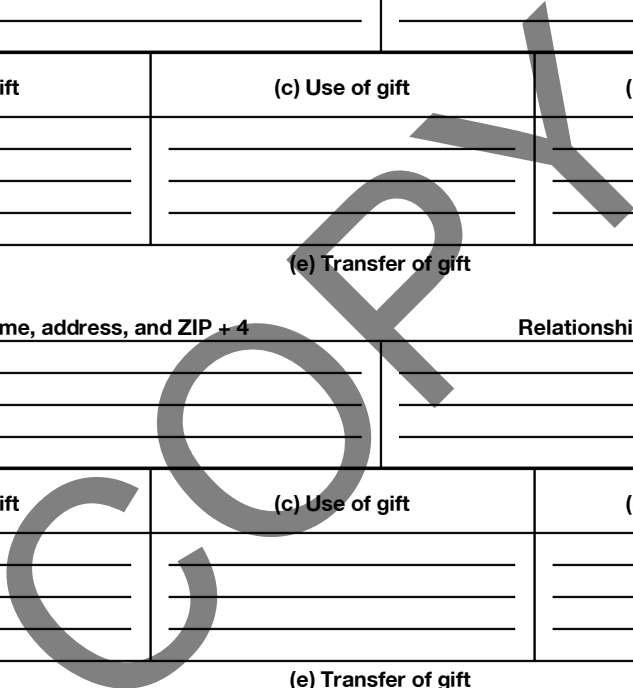 ift (c) Use of gift (
(e) Transfer of gift
me, address, and ZIP + 4 Relationshi
ift (c) Use of gift (
(e) Transfer of gift
COPY